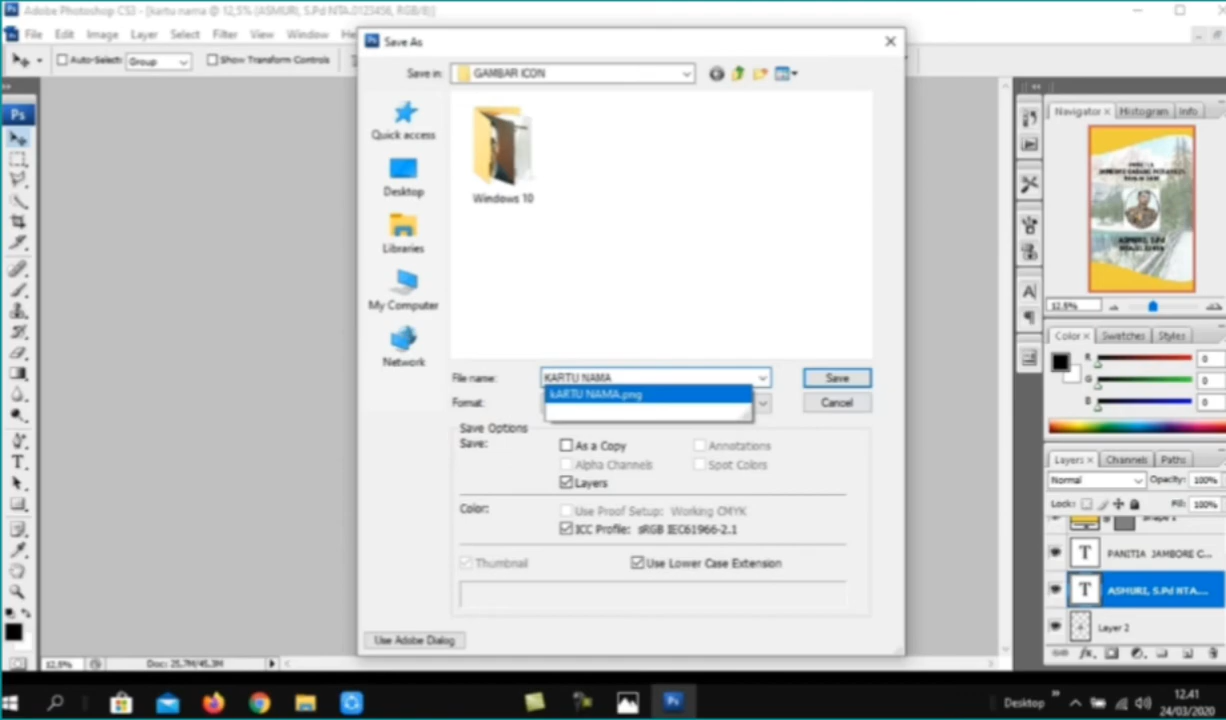 Adobe Photoshop CS3 - [kartu nama @ 12,5% (ASMURI, S.Pd NTA.0123456, RGB/8)]
File Edit Image Layer Select Filter View Window
Auto-Select: Group Show Transform Controls
Save As
Save in: GAMBAR ICON
Quick access
Desktop
Libraries
My Computer
Network
Windows 10
File name: KARTU NAMA
kARTU NAMA.png
Format:
Save
Cancel
Save Options
Save:
As a Copy
Annotations
Alpha Channels
Spot Colors
Layers
Color:
Use Proof Setup: Working CMYK
ICC Profile: sRGB IEC61966-2.1
Thumbnail
Use Lower Case Extension
Use Adobe Dialog
Navigator × Histogram Info
ASMURI, S.Pd
12.5%
Color × Swatches Styles
R 0
G 0
B 0
Layers × Channels Paths
Normal Opacity: 100%
Lock: Fill: 100%
Shape 1
PANITIA JAMBORE C...
ASMURI, S.Pd NTA....
Layer 2
12,5% Doc: 25,7M/45,3M
Desktop
12.41
24/03/2020